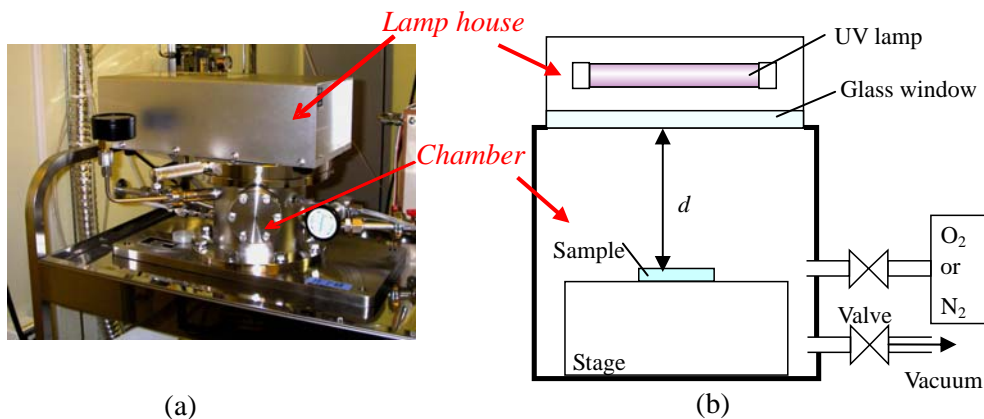 Lamp house
Chamber
(a)
UV lamp
Glass window
d
Sample
O2
or
N2
Valve
Stage
Vacuum
(b)